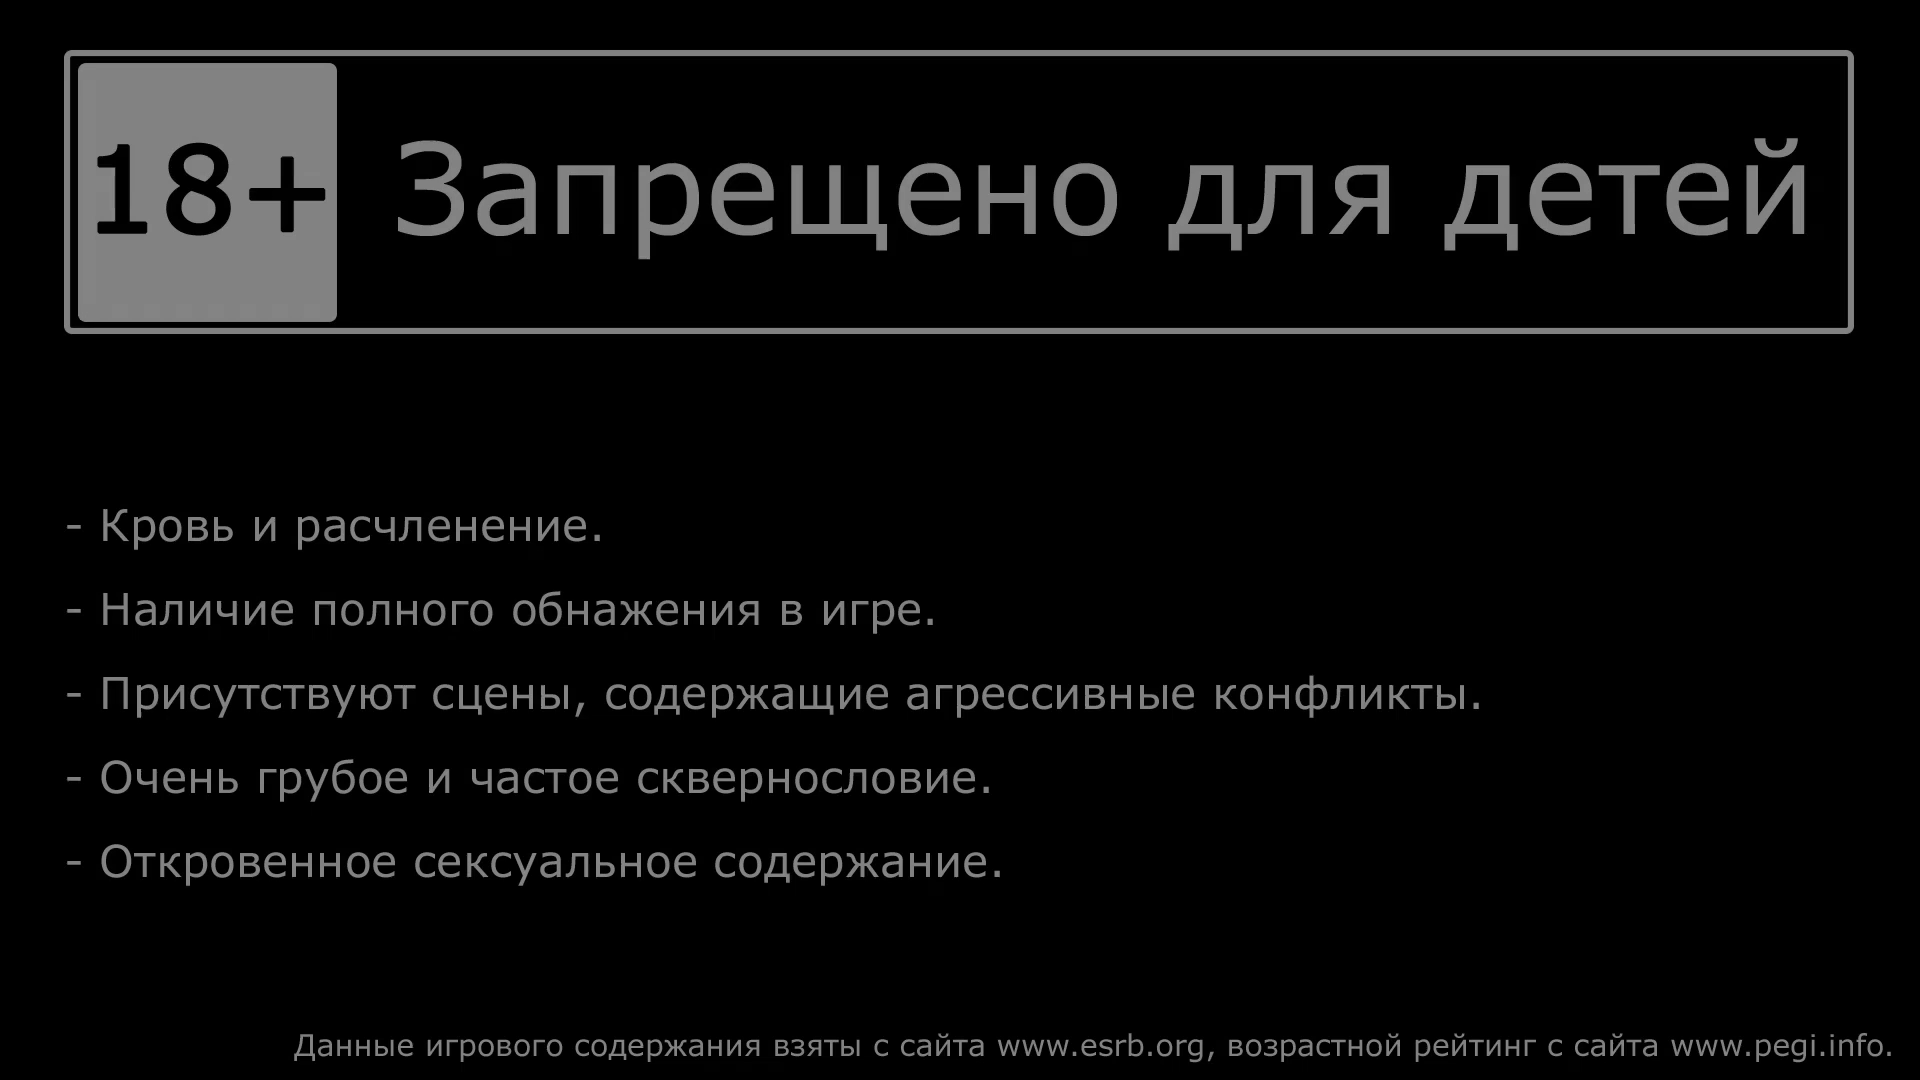 18+ Запрещено для детей
- Кровь и расчленение.
- Наличие полного обнажения в игре.
- Присутствуют сцены, содержащие агрессивные конфликты.
- Очень грубое и частое сквернословие.
- Откровенное сексуальное содержание.
Данные игрового содержания взяты с сайта www.esrb.org, возрастной рейтинг с сайта www.pegi.info.